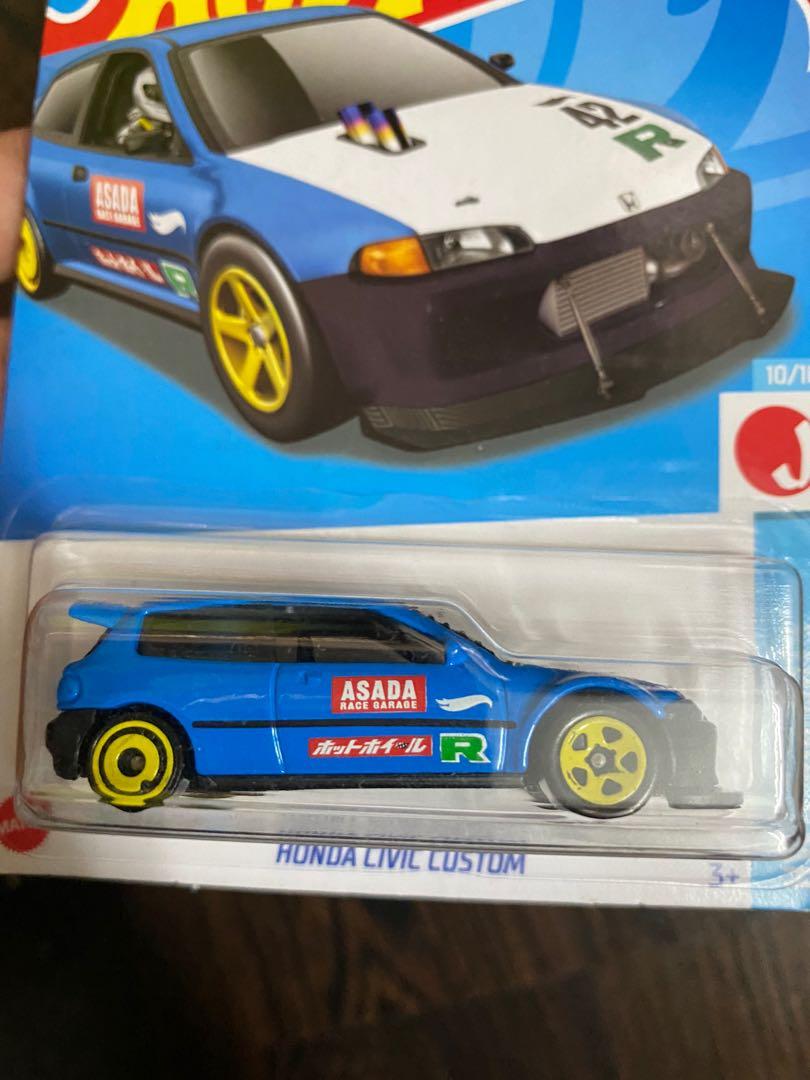 42
R
ASADA
RACE GARAGE
R
10/10
J
ASADA
RACE GARAGE
ホットホイール R
HONDA CIVIC CUSTOM
3+